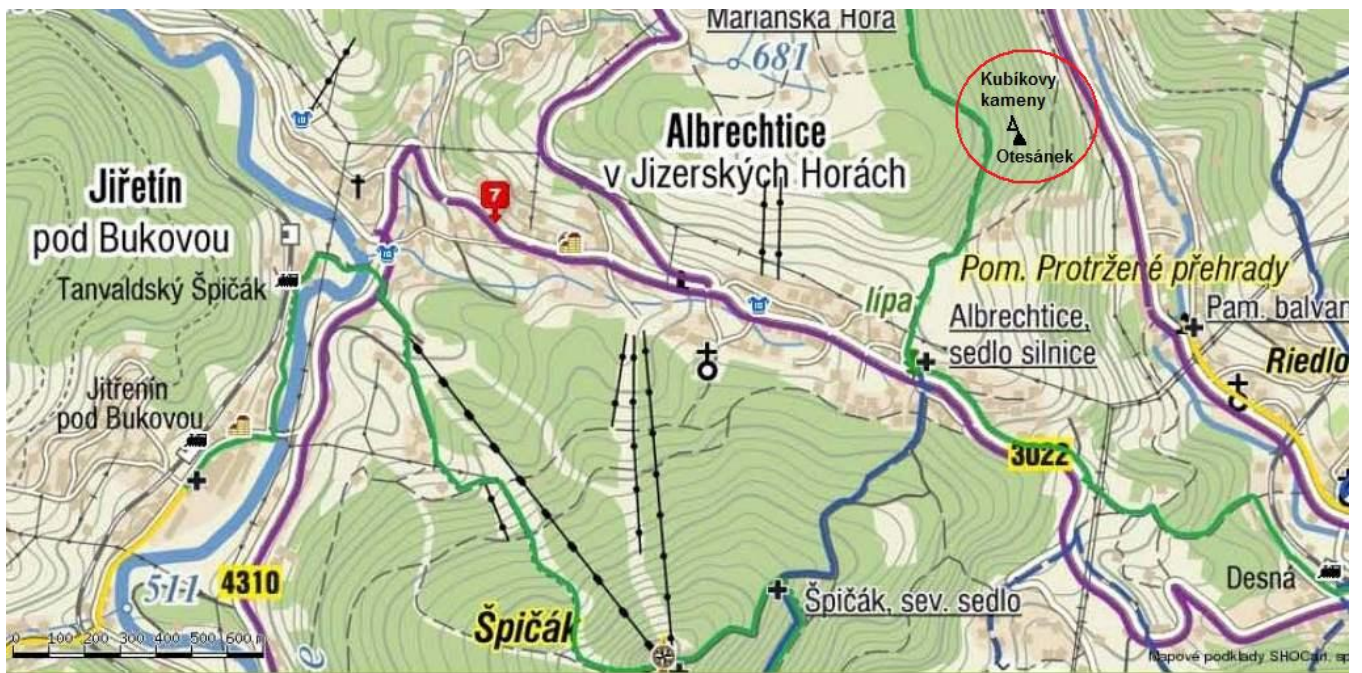 Mariánská Hora
681
Kubíkovy
kameny
Otesánek
Albrechtice
v Jizerských Horách
Jiřetín
pod Bukovou
7
Tanvaldský Špičák
Pom. Protržené přehrady
lípa
Albrechtice,
sedlo silnice
Pam. balvan
Riedlo
Jitřenín
pod Bukovou
3022
511
4310
Desná
Špičák, sev. sedlo
Špičák
0 100 200 300 400 500 600 m
e
Mapové podklady SHOCart, sp